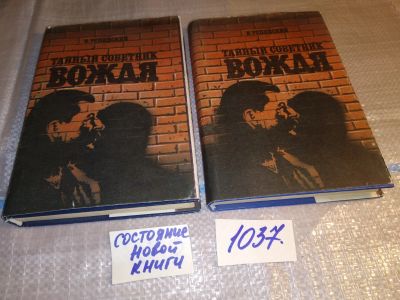 В. УСПЕНСКИЙ
ТАЙНЫЙ СОВЕТНИК
ВОЖДЯ
В. УСПЕНСКИЙ
ТАЙНЫЙ СОВЕТНИК
ВОЖДЯ
СОСТОЯНИЕ
НОВОЙ
КНИГИ
1037.